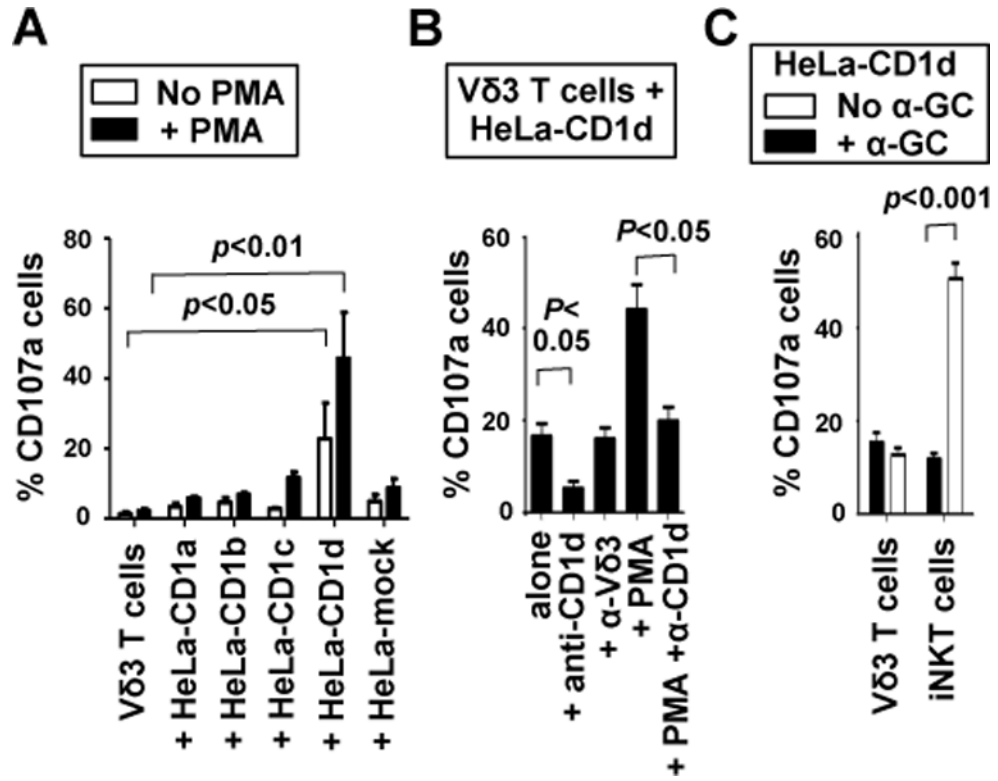 A
No PMA
+ PMA
% CD107a cells
80
60
40
20
0
p<0.01
p<0.05
Vδ3 T cells
+ HeLa-CD1a
+ HeLa-CD1b
+ HeLa-CD1c
+ HeLa-CD1d
+ HeLa-mock
B
Vδ3 T cells +
HeLa-CD1d
% CD107a cells
60
40
20
0
P<
0.05
P<0.05
alone
+ anti-CD1d
+ α-Vδ3
+ PMA
+ PMA +α-CD1d
C
HeLa-CD1d
No α-GC
+ α-GC
p<0.001
% CD107a cells
60
40
20
0
Vδ3 T cells
iNKT cells